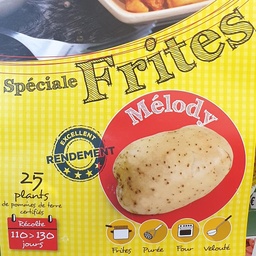 Spéciale Frites
Mélody
EXCELLENT
RENDEMENT
25
plants
de pommes de terre
certifiés
Récolte
110>130
jours
Frites Purée Four Velouté